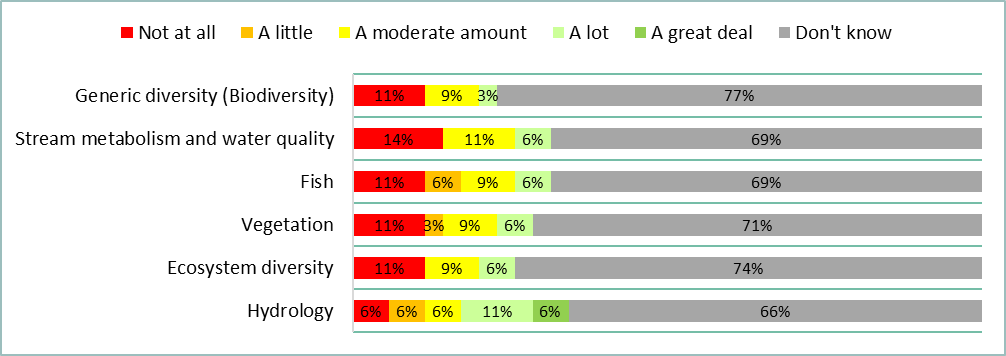 Not at all A little A moderate amount A lot A great deal Don't know
Generic diversity (Biodiversity) 11% 9% 3% 77%
Stream metabolism and water quality 14% 11% 6% 69%
Fish 11% 6% 9% 6% 69%
Vegetation 11% 3% 9% 6% 71%
Ecosystem diversity 11% 9% 6% 74%
Hydrology 6% 6% 6% 11% 6% 66%